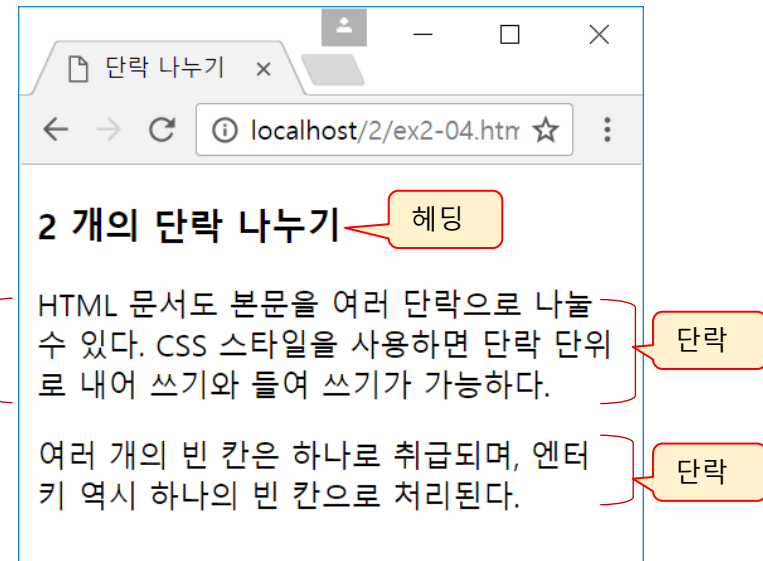 단락 나누기
localhost/2/ex2-04.htm
2 개의 단락 나누기
헤딩
HTML 문서도 본문을 여러 단락으로 나눌
수 있다. CSS 스타일을 사용하면 단락 단위
로 내어 쓰기와 들여 쓰기가 가능하다.
단락
여러 개의 빈 칸은 하나로 취급되며, 엔터
키 역시 하나의 빈 칸으로 처리된다.
단락